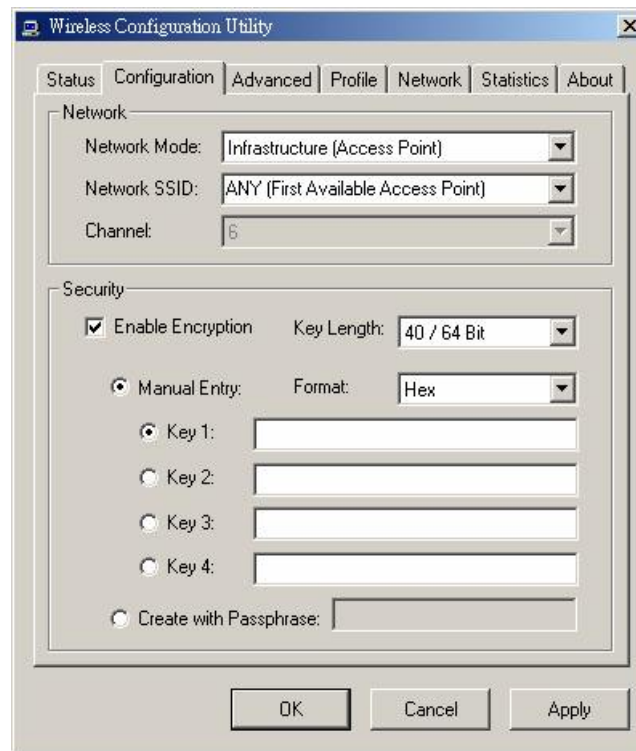 Wireless Configuration Utility
Status Configuration Advanced Profile Network Statistics About
Network
Network Mode: Infrastructure (Access Point)
Network SSID: ANY (First Available Access Point)
Channel: 6
Security
Enable Encryption Key Length: 40 / 64 Bit
Manual Entry: Format: Hex
Key 1:
Key 2:
Key 3:
Key 4:
Create with Passphrase:
OK Cancel Apply